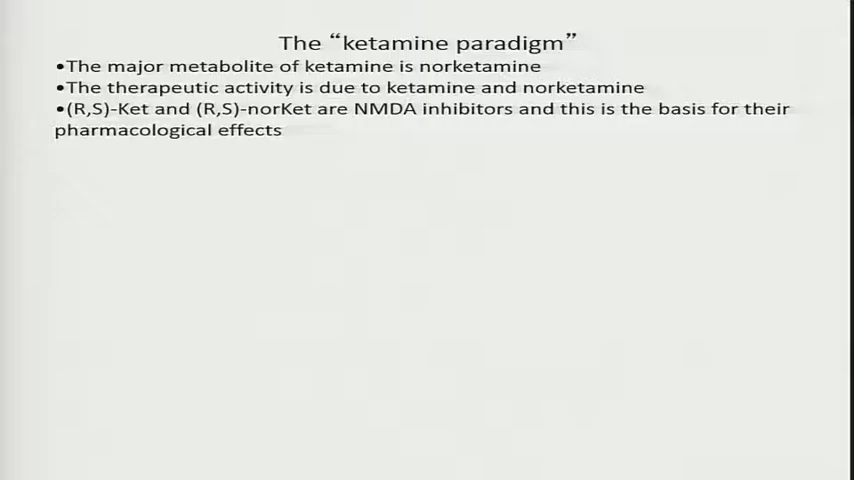 The “ketamine paradigm”
•The major metabolite of ketamine is norketamine
•The therapeutic activity is due to ketamine and norketamine
•(R,S)-Ket and (R,S)-norKet are NMDA inhibitors and this is the basis for their
pharmacological effects